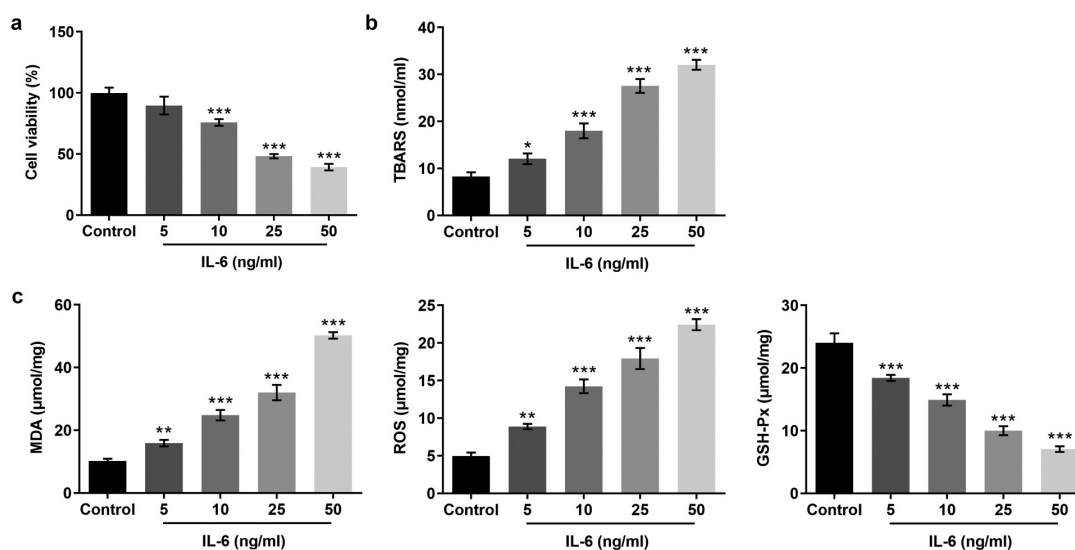 a
Cell viability (%)
150
100
50
0
***
***
***
Control 5 10 25 50
IL-6 (ng/ml)
b
TBARS (nmol/ml)
40
30
20
10
0
*
***
***
***
Control 5 10 25 50
IL-6 (ng/ml)
c
MDA (μmol/mg)
60
40
20
0
**
***
***
***
Control 5 10 25 50
IL-6 (ng/ml)
ROS (μmol/mg)
25
20
15
10
5
0
**
***
***
***
Control 5 10 25 50
IL-6 (ng/ml)
GSH-Px (μmol/mg)
30
20
10
0
***
***
***
***
Control 5 10 25 50
IL-6 (ng/ml)